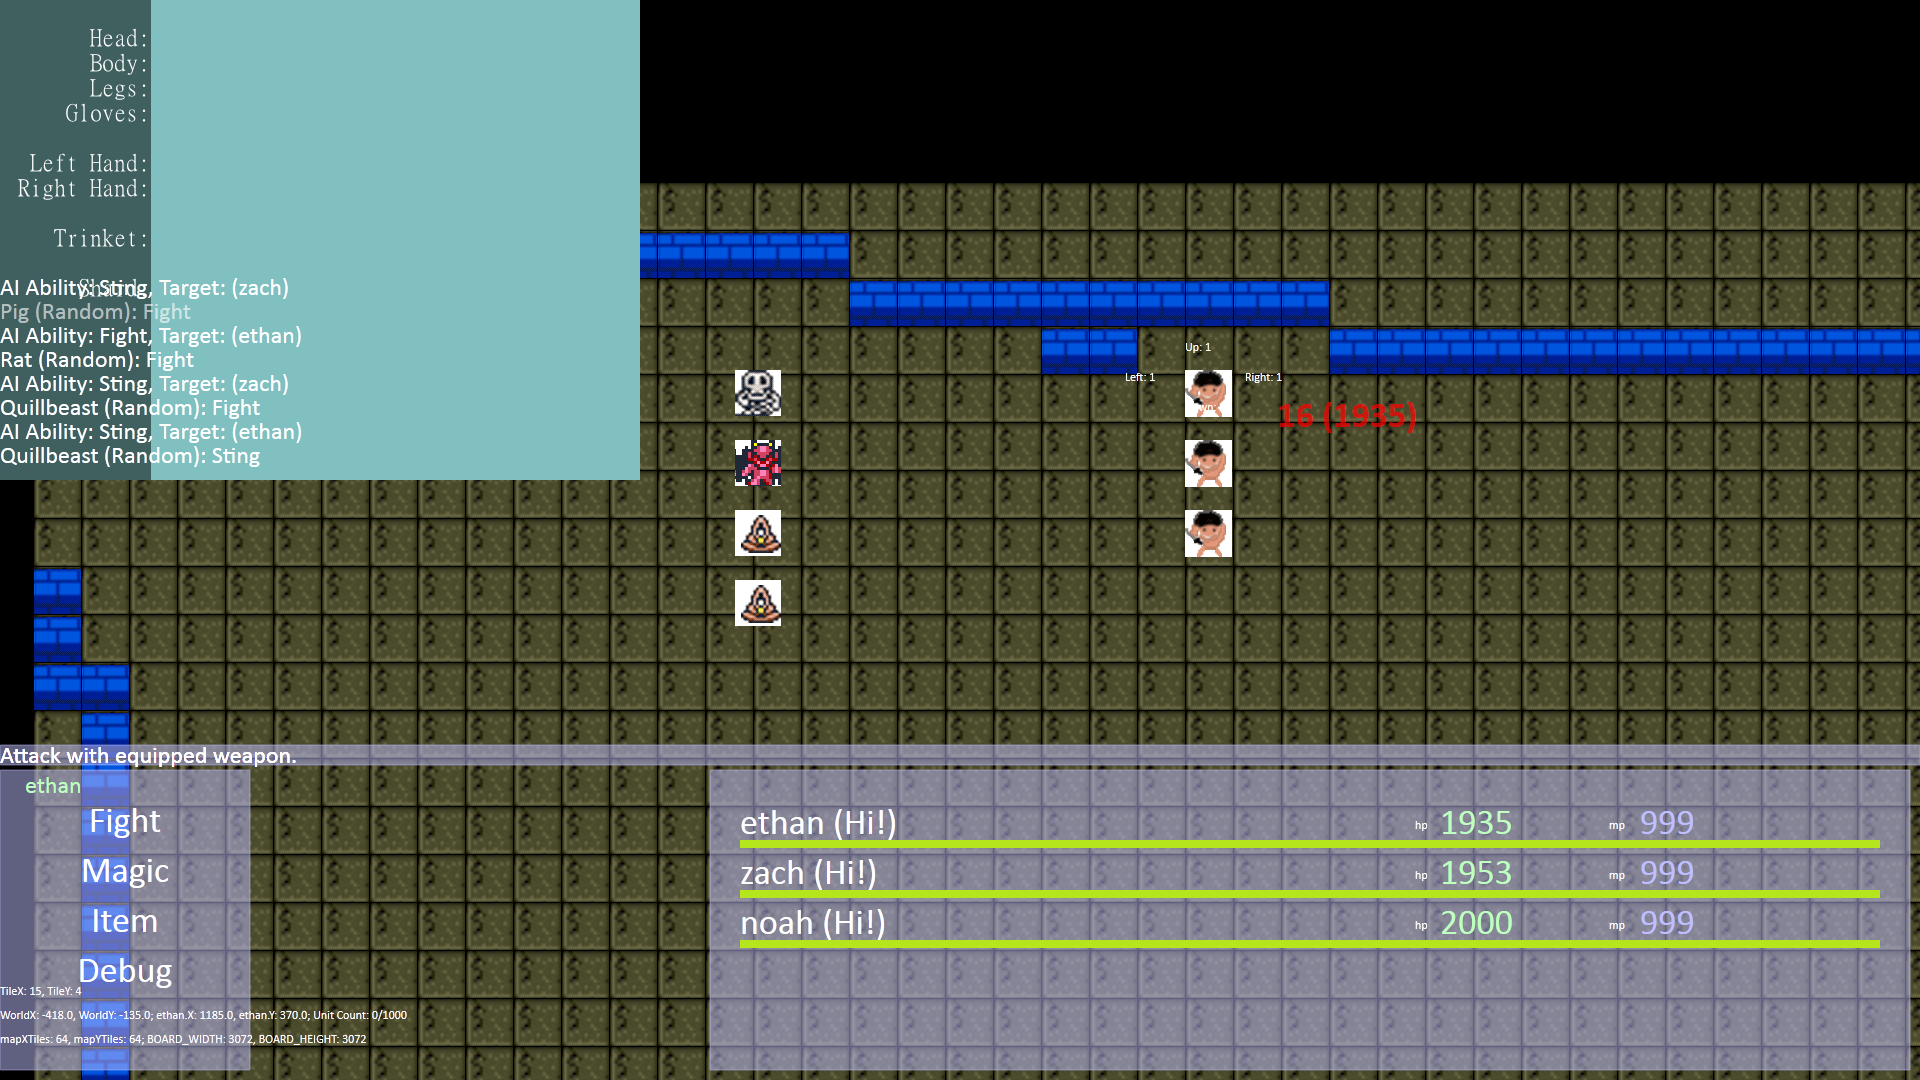 Head:
Body:
Legs:
Gloves:
Left Hand:
Right Hand:
Trinket:
Shard:
AI Ability: Sting, Target: (zach)
Pig (Random): Fight
AI Ability: Fight, Target: (ethan)
Rat (Random): Fight
AI Ability: Sting, Target: (zach)
Quillbeast (Random): Fight
AI Ability: Sting, Target: (ethan)
Quillbeast (Random): Sting
Up: 1
Left: 1
Right: 1
16 (1935)
Attack with equipped weapon.
ethan
Fight
Magic
Item
Debug
ethan (Hi!) hp 1935 mp 999
zach (Hi!) hp 1953 mp 999
noah (Hi!) hp 2000 mp 999
TileX: 15, TileY: 4
WorldX: -418.0, WorldY: -135.0; ethan.X: 1185.0, ethan.Y: 370.0; Unit Count: 0/1000
mapXTiles: 64, mapYTiles: 64; BOARD_WIDTH: 3072, BOARD_HEIGHT: 3072